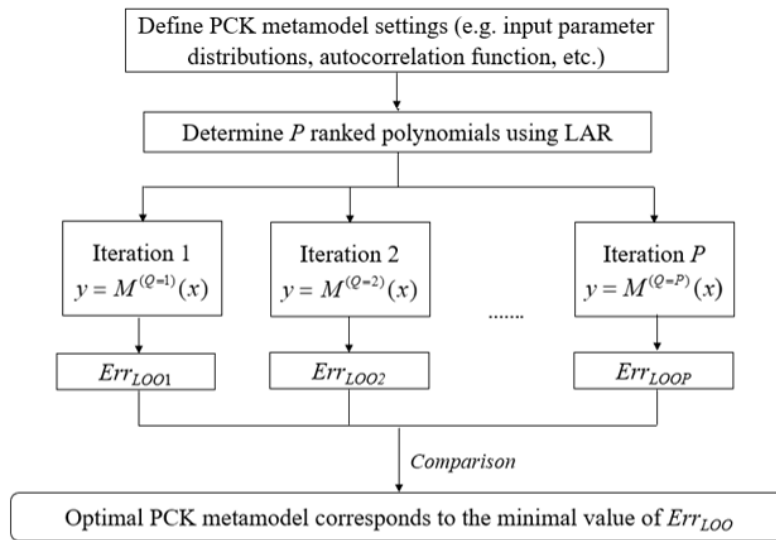 Define PCK metamodel settings (e.g. input parameter
distributions, autocorrelation function, etc.)
Determine P ranked polynomials using LAR
Iteration 1
y = M^(Q=1)(x)
Iteration 2
y = M^(Q=2)(x)
.......
Iteration P
y = M^(Q=P)(x)
Err_LOO1
Err_LOO2
Err_LOOP
Comparison
Optimal PCK metamodel corresponds to the minimal value of Err_LOO